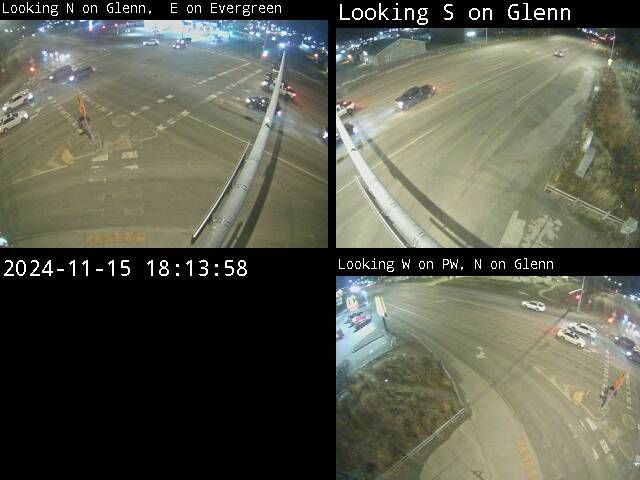 Looking N on Glenn,  E on Evergreen
Looking S on Glenn
2024-11-15 18:13:58
Looking W on PW, N on Glenn